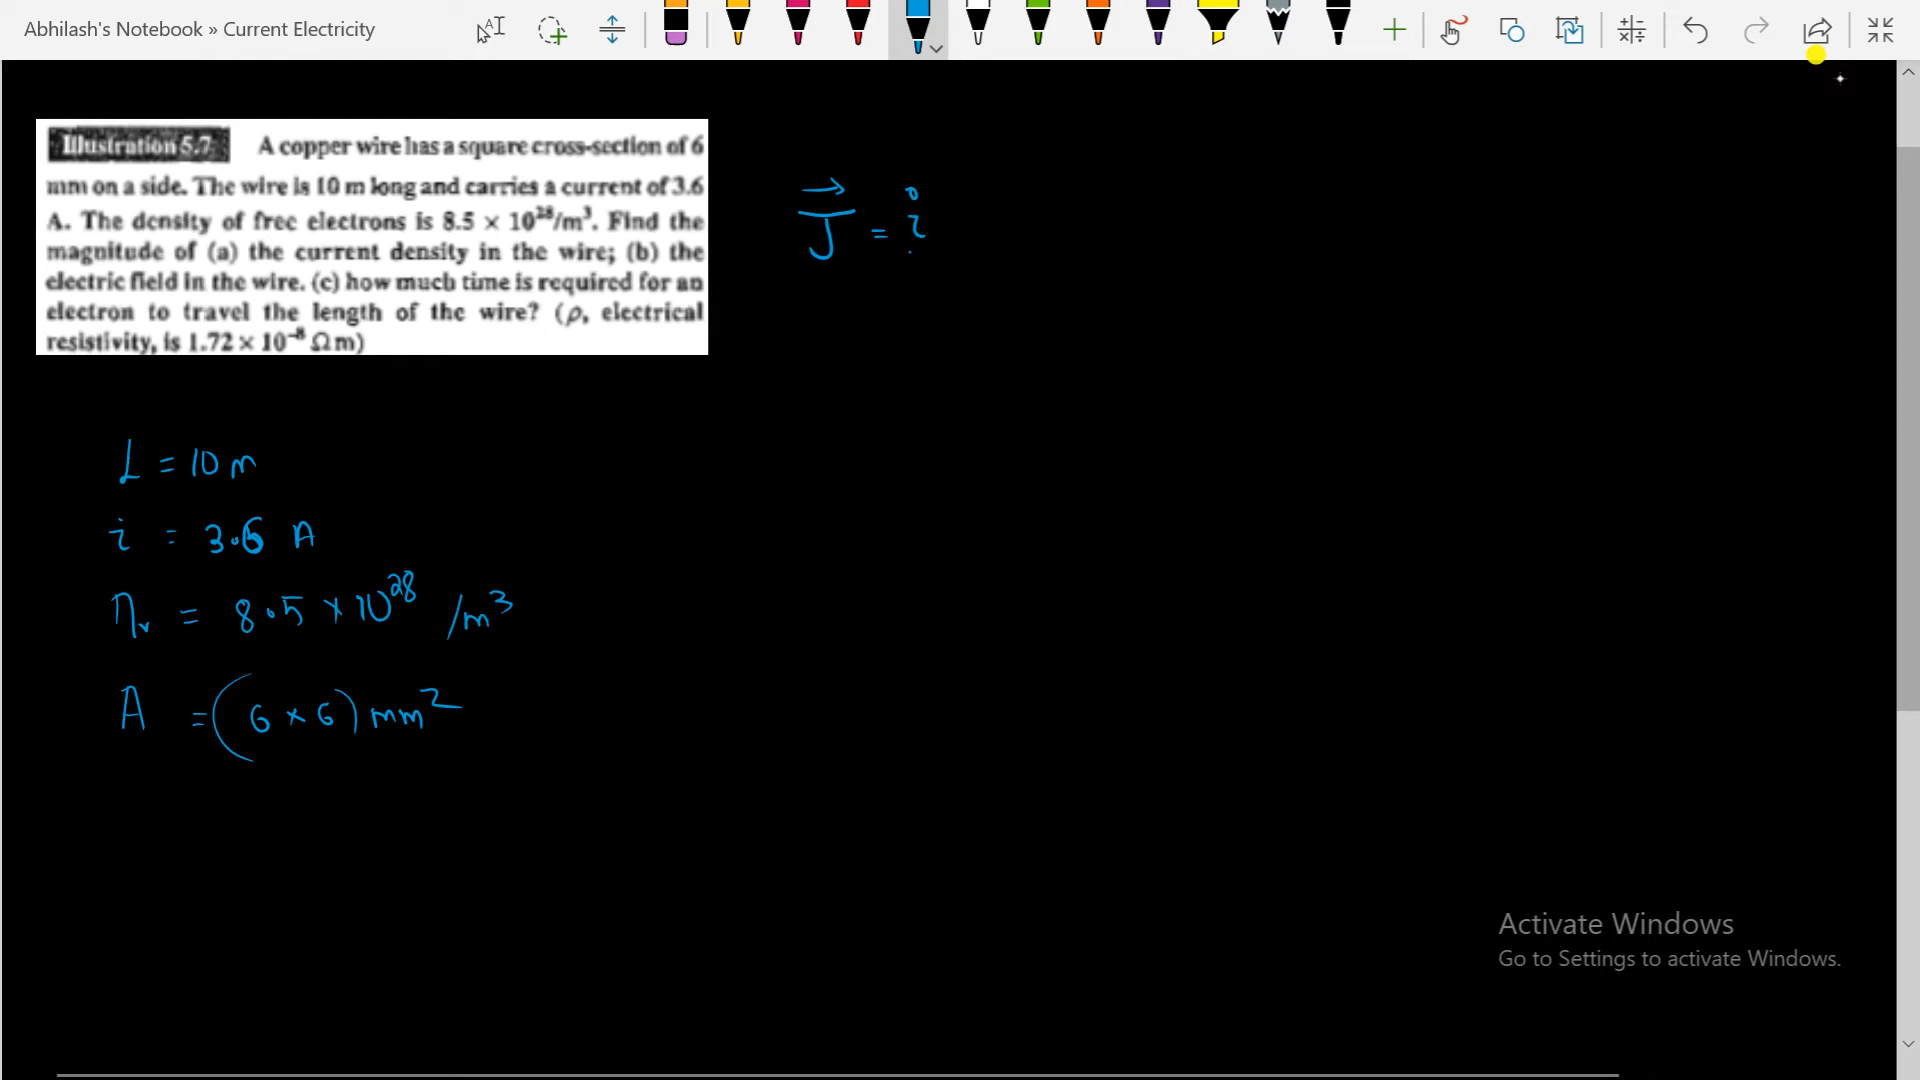 Abhilash's Notebook » Current Electricity
Illustration 5.7 A copper wire has a square cross-section of 6
mm on a side. The wire is 10 m long and carries a current of 3.6
A. The density of free electrons is 8.5 × 10²⁸/m³. Find the
magnitude of (a) the current density in the wire; (b) the
electric field in the wire. (c) how much time is required for an
electron to travel the length of the wire? (ρ, electrical
resistivity, is 1.72 × 10⁻⁸ Ωm)
J = ?
L = 10 m
i = 3.6 A
ηᵥ = 8.5 × 10²⁸ /m³
A = (6 × 6) mm²
Activate Windows
Go to Settings to activate Windows.